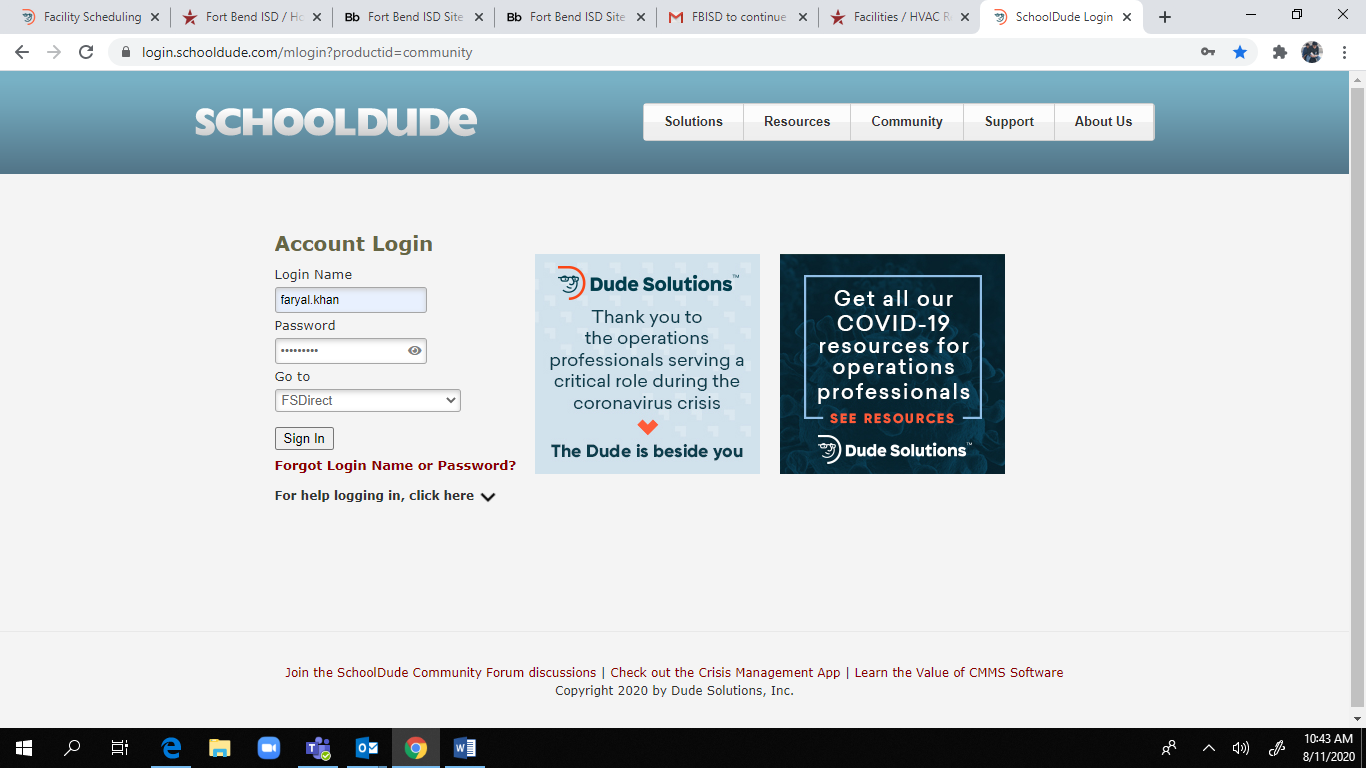 Facility Scheduling
Fort Bend ISD / Ho
Bb Fort Bend ISD Site
Bb Fort Bend ISD Site
FBISD to continue
Facilities / HVAC R
SchoolDude Login
login.schooldude.com/mlogin?productid=community
SCHOOLDUDE
Solutions
Resources
Community
Support
About Us
Account Login
Login Name
faryal.khan
Password
•••••••••
Go to
FSDirect
Sign In
Forgot Login Name or Password?
For help logging in, click here
Dude Solutions™
Thank you to
the operations
professionals serving a
critical role during the
coronavirus crisis
The Dude is beside you
Get all our
COVID-19
resources for
operations
professionals
SEE RESOURCES
Dude Solutions™
Join the SchoolDude Community Forum discussions | Check out the Crisis Management App | Learn the Value of CMMS Software
Copyright 2020 by Dude Solutions, Inc.
10:43 AM
8/11/2020